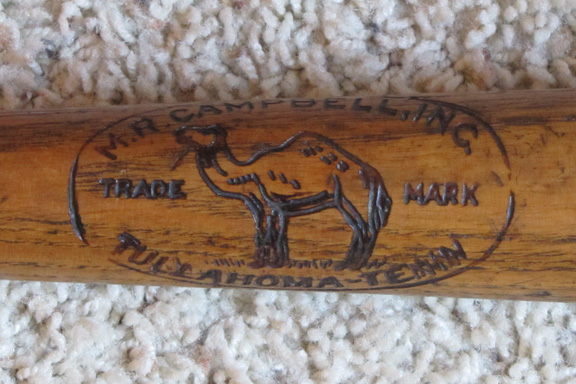 M.R. CAMPBELL, INC
TRADE MARK
TULLAHOMA-TENN